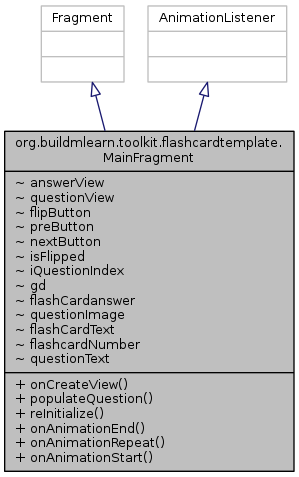 Fragment
AnimationListener
org.buildmlearn.toolkit.flashcardtemplate.
MainFragment
~ answerView
~ questionView
~ flipButton
~ preButton
~ nextButton
~ isFlipped
~ iQuestionIndex
~ gd
~ flashCardanswer
~ questionImage
~ flashCardText
~ flashcardNumber
~ questionText
+ onCreateView()
+ populateQuestion()
+ reInitialize()
+ onAnimationEnd()
+ onAnimationRepeat()
+ onAnimationStart()